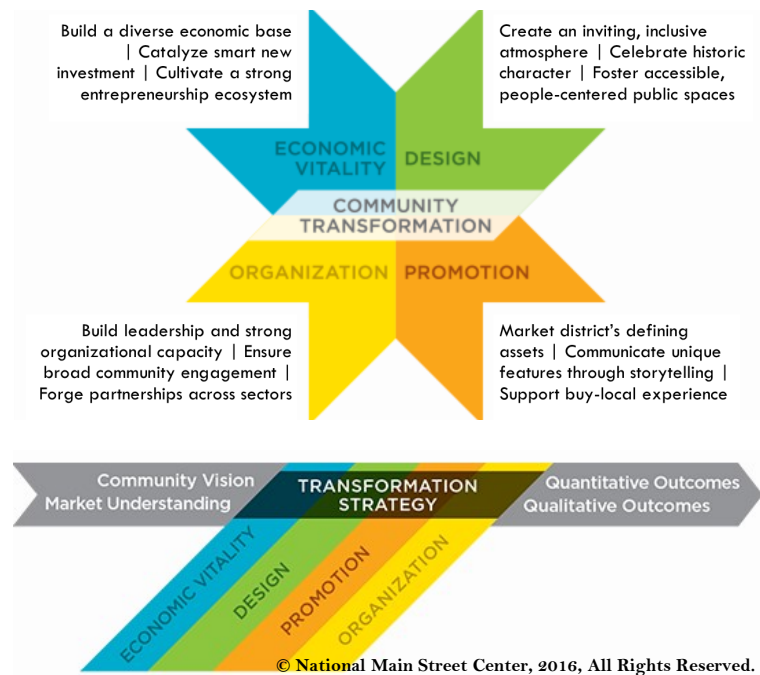 Build a diverse economic base
| Catalyze smart new
investment | Cultivate a strong
entrepreneurship ecosystem
Create an inviting, inclusive
atmosphere | Celebrate historic
character | Foster accessible,
people-centered public spaces
ECONOMIC
VITALITY
DESIGN
COMMUNITY
TRANSFORMATION
ORGANIZATION
PROMOTION
Build leadership and strong
organizational capacity | Ensure
broad community engagement |
Forge partnerships across sectors
Market district’s defining
assets | Communicate unique
features through storytelling |
Support buy-local experience
Community Vision
Market Understanding
TRANSFORMATION
STRATEGY
Quantitative Outcomes
Qualitative Outcomes
ECONOMIC VITALITY
DESIGN
PROMOTION
ORGANIZATION
© National Main Street Center, 2016, All Rights Reserved.